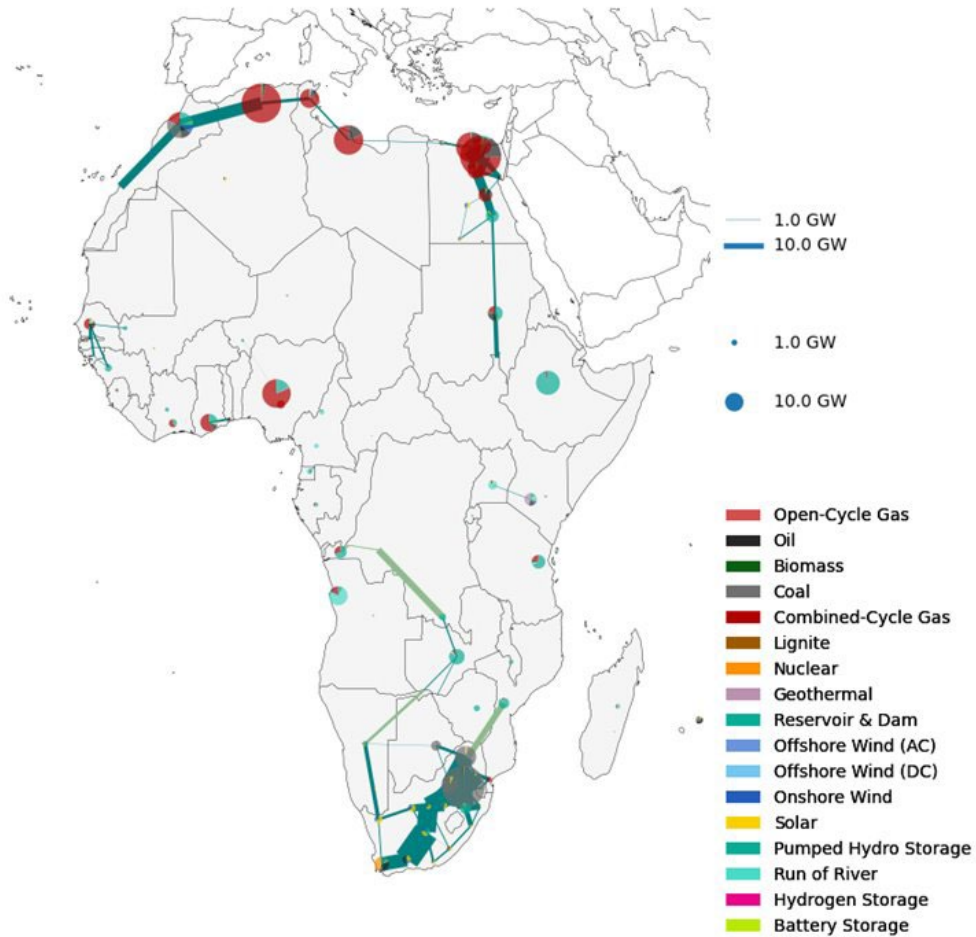 1.0 GW
10.0 GW
1.0 GW
10.0 GW
Open-Cycle Gas
Oil
Biomass
Coal
Combined-Cycle Gas
Lignite
Nuclear
Geothermal
Reservoir & Dam
Offshore Wind (AC)
Offshore Wind (DC)
Onshore Wind
Solar
Pumped Hydro Storage
Run of River
Hydrogen Storage
Battery Storage